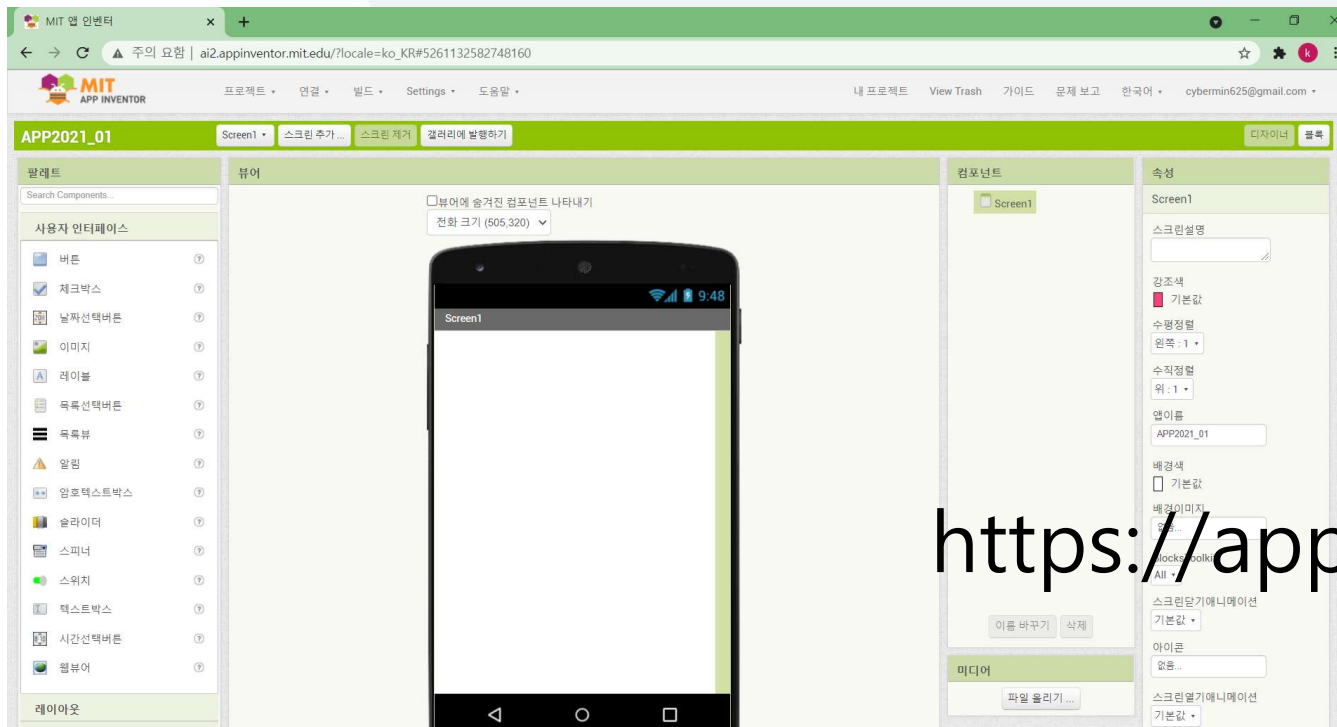 MIT 앱 인벤터
주의 요함 | ai2.appinventor.mit.edu/?locale=ko_KR#5261132582748160
k
MIT
APP INVENTOR
프로젝트 연결 빌드 Settings 도움말
내 프로젝트 View Trash 가이드 문제 보고 한국어 cybermin625@gmail.com
APP2021_01
Screen1 스크린 추가 ... 스크린 제거 갤러리에 발행하기
디자이너 블록
팔레트
Search Components...
사용자 인터페이스
버튼
체크박스
날짜선택버튼
이미지
레이블
목록선택버튼
목록뷰
알림
암호텍스트박스
슬라이더
스피너
스위치
텍스트박스
시간선택버튼
웹뷰어
레이아웃
뷰어
뷰어에 숨겨진 컴포넌트 나타내기
전화 크기 (505,320)
9:48
Screen1
컴포넌트
Screen1
이름 바꾸기 삭제
미디어
파일 올리기 ...
속성
Screen1
스크린설명
강조색
기본값
수평정렬
왼쪽 : 1
수직정렬
위 : 1
앱이름
APP2021_01
배경색
기본값
배경이미지
https://app
All
스크린닫기애니메이션
기본값
아이콘
없음...
스크린열기애니메이션
기본값